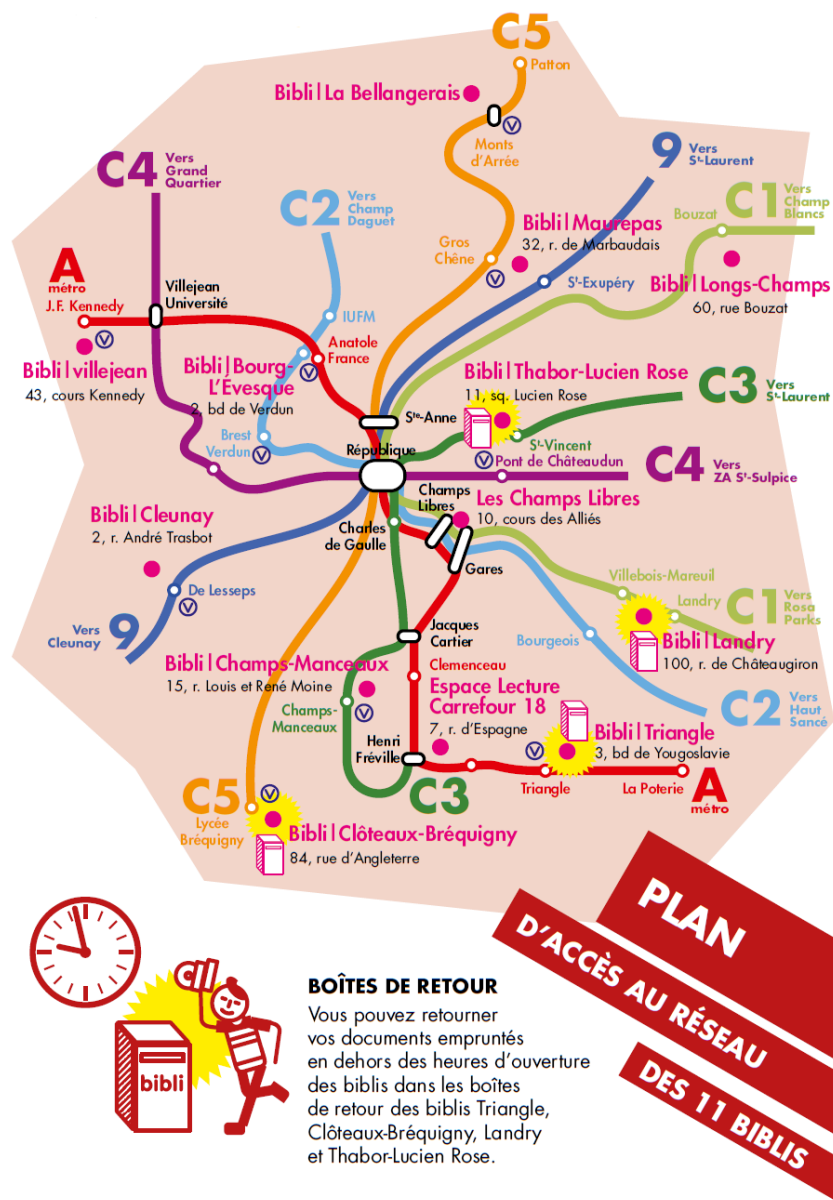 C5
Patton
Bibli | La Bellangerais
Monts
d'Arrée
C4
Vers
Grand
Quartier
C2
Vers
Champ
Daguet
9
Vers
St-Laurent
C1
Vers
Champ
Blancs
Bouzat
Bibli | Maurepas
32, r. de Marbaudais
Gros
Chêne
A
métro
J.F. Kennedy
Villejean
Université
St-Exupéry
Bibli | Longs-Champs
60, rue Bouzat
IUFM
Anatole
France
Bibli | villejean
43, cours Kennedy
Bibli | Bourg-
L'Évesque
2, bd de Verdun
Bibli | Thabor-Lucien Rose
11, sq. Lucien Rose
C3
Vers
St-Laurent
Ste-Anne
Brest
Verdun
République
St-Vincent
Pont de Châteaudun
C4
Vers
ZA St-Sulpice
Champs
Libres
Les Champs Libres
10, cours des Alliés
Bibli | Cleunay
2, r. André Trasbot
Charles
de Gaulle
Gares
De Lesseps
Villebois-Mareuil
Landry
C1
Vers
Rosa
Parks
Vers
Cleunay
9
Jacques
Cartier
Bourgeois
Bibli | Landry
100, r. de Châteaugiron
Bibli | Champs-Manceaux
15, r. Louis et René Moine
Clemenceau
Espace Lecture
Carrefour 18
7, r. d'Espagne
C2
Vers
Haut
Sancé
Champs-
Manceaux
Bibli | Triangle
3, bd de Yougoslavie
Henri
Fréville
C3
Triangle
La Poterie
A
métro
C5
Lycée
Bréquigny
Bibli | Clôteaux-Bréquigny
84, rue d'Angleterre
PLAN
D'ACCÈS AU RÉSEAU
DES 11 BIBLIS
bibli
BOÎTES DE RETOUR
Vous pouvez retourner
vos documents empruntés
en dehors des heures d'ouverture
des biblis dans les boîtes
de retour des biblis Triangle,
Clôteaux-Bréquigny, Landry
et Thabor-Lucien Rose.